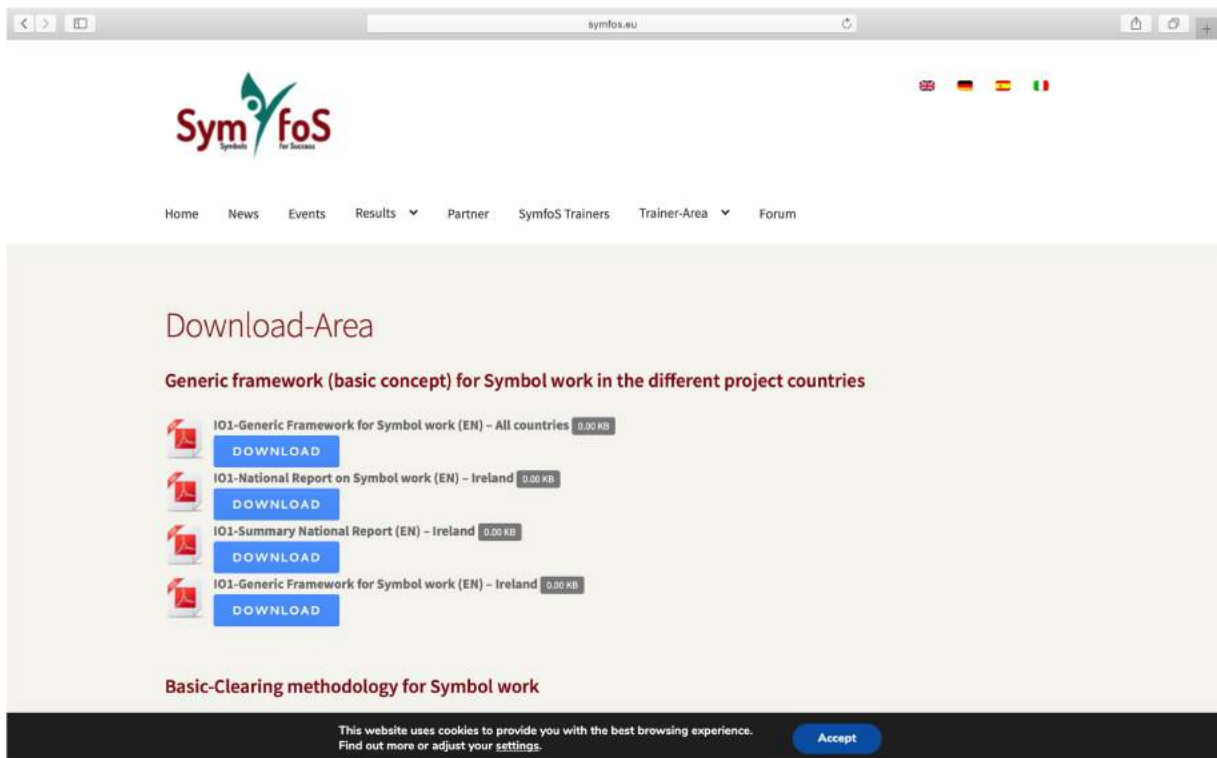 symfos.eu
SymfoS
Symbols for Success
Home News Events Results Partner SymfoS Trainers Trainer-Area Forum
Download-Area
Generic framework (basic concept) for Symbol work in the different project countries
IO1-Generic Framework for Symbol work (EN) – All countries 0.00 KB
DOWNLOAD
IO1-National Report on Symbol work (EN) – Ireland 0.00 KB
DOWNLOAD
IO1-Summary National Report (EN) – Ireland 0.00 KB
DOWNLOAD
IO1-Generic Framework for Symbol work (EN) – Ireland 0.00 KB
DOWNLOAD
Basic-Clearing methodology for Symbol work
This website uses cookies to provide you with the best browsing experience.
Find out more or adjust your settings.
Accept